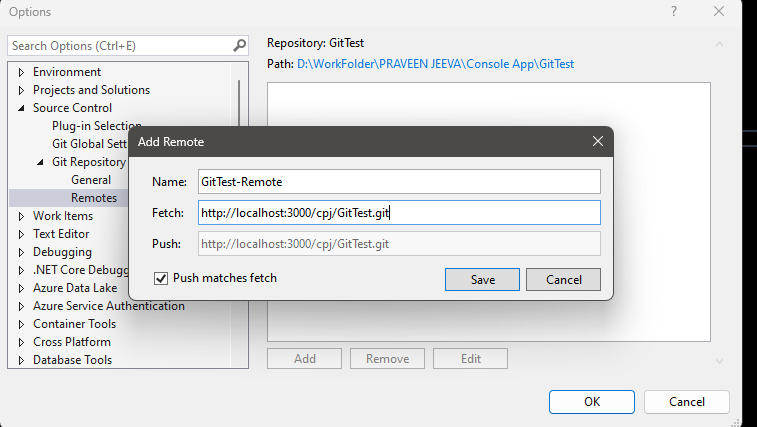 Options
? ×
Search Options (Ctrl+E)
Environment
Projects and Solutions
Source Control
Plug-in Selection
Git Global Sett
Git Repository
General
Remotes
Work Items
Text Editor
Debugging
.NET Core Debugg
Azure Data Lake
Azure Service Authentication
Container Tools
Cross Platform
Database Tools
Repository: GitTest
Path: D:\WorkFolder\PRAVEEN JEEVA\Console App\GitTest
Add Remote
Name: GitTest-Remote
Fetch: http://localhost:3000/cpj/GitTest.git
Push: http://localhost:3000/cpj/GitTest.git
Push matches fetch
Save Cancel
Add Remove Edit
OK Cancel